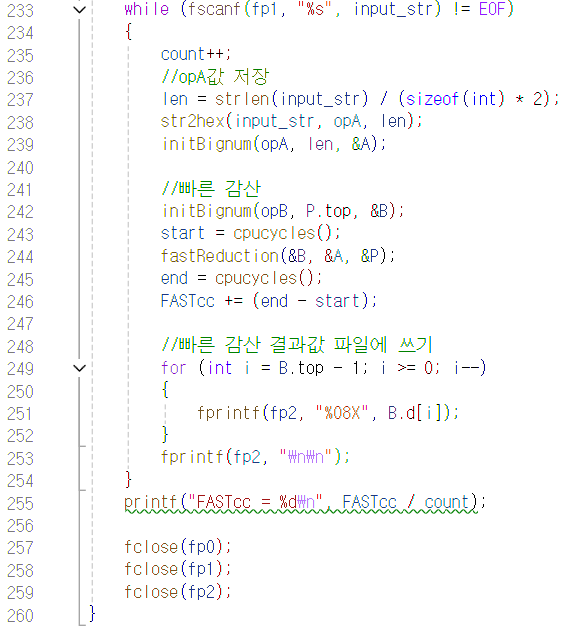 233 while (fscanf(fp1, "%s", input_str) != EOF)
234 {
235 count++;
236 //opA값 저장
237 len = strlen(input_str) / (sizeof(int) * 2);
238 str2hex(input_str, opA, len);
239 initBignum(opA, len, &A);
240
241 //빠른 감산
242 initBignum(opB, P.top, &B);
243 start = cpucycles();
244 fastReduction(&B, &A, &P);
245 end = cpucycles();
246 FASTcc += (end - start);
247
248 //빠른 감산 결과값 파일에 쓰기
249 for (int i = B.top - 1; i >= 0; i--)
250 {
251 fprintf(fp2, "%08X", B.d[i]);
252 }
253 fprintf(fp2, "₩n₩n");
254 }
255 printf("FASTcc = %d₩n", FASTcc / count);
256
257 fclose(fp0);
258 fclose(fp1);
259 fclose(fp2);
260 }